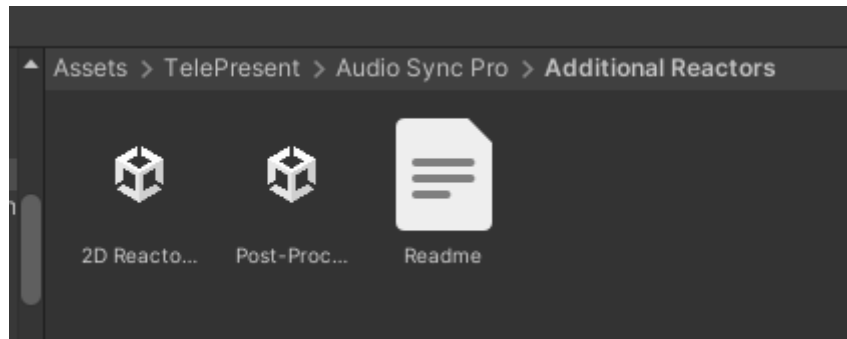 Assets > TelePresent > Audio Sync Pro > Additional Reactors
2D Reacto... Post-Proc... Readme